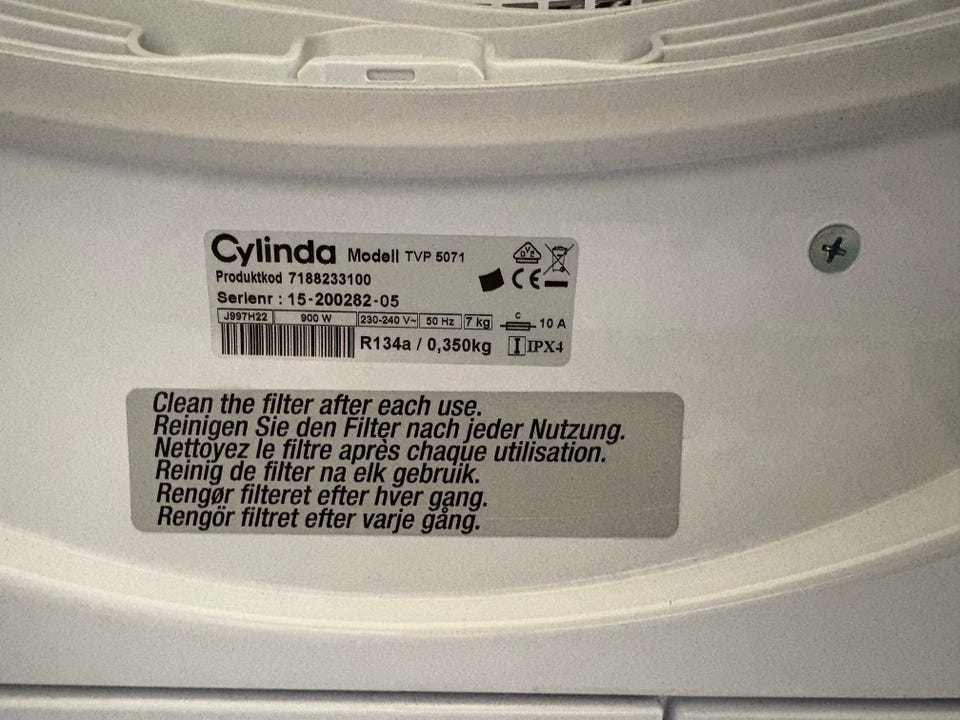 Cylinda Modell TVP 5071
Produktkod 7188233100
Serienr : 15-200282-05
J997H22 900 W 230-240 V~ 50 Hz 7 kg C 10 A
R134a / 0,350kg IPX4
DVE
CE
Clean the filter after each use.
Reinigen Sie den Filter nach jeder Nutzung.
Nettoyez le filtre après chaque utilisation.
Reinig de filter na elk gebruik.
Rengør filteret efter hver gang.
Rengör filtret efter varje gång.